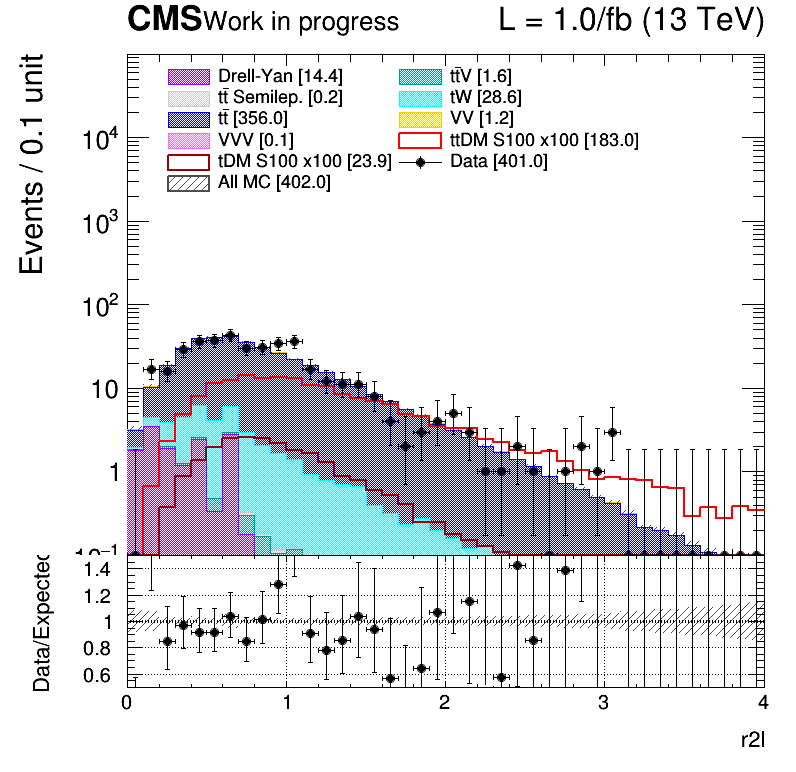 CMS Work in progress L = 1.0/fb (13 TeV)
Drell-Yan [14.4] tt̄V [1.6]
tt̄ Semilep. [0.2] tW [28.6]
tt̄ [356.0] VV [1.2]
VVV [0.1] ttDM S100 x100 [183.0]
tDM S100 x100 [23.9] Data [401.0]
All MC [402.0]
Events / 0.1 unit
10⁴
10³
10²
10
1
10⁻¹
Data/Expected
1.4
1.2
1
0.8
0.6
0 1 2 3 4
r2l